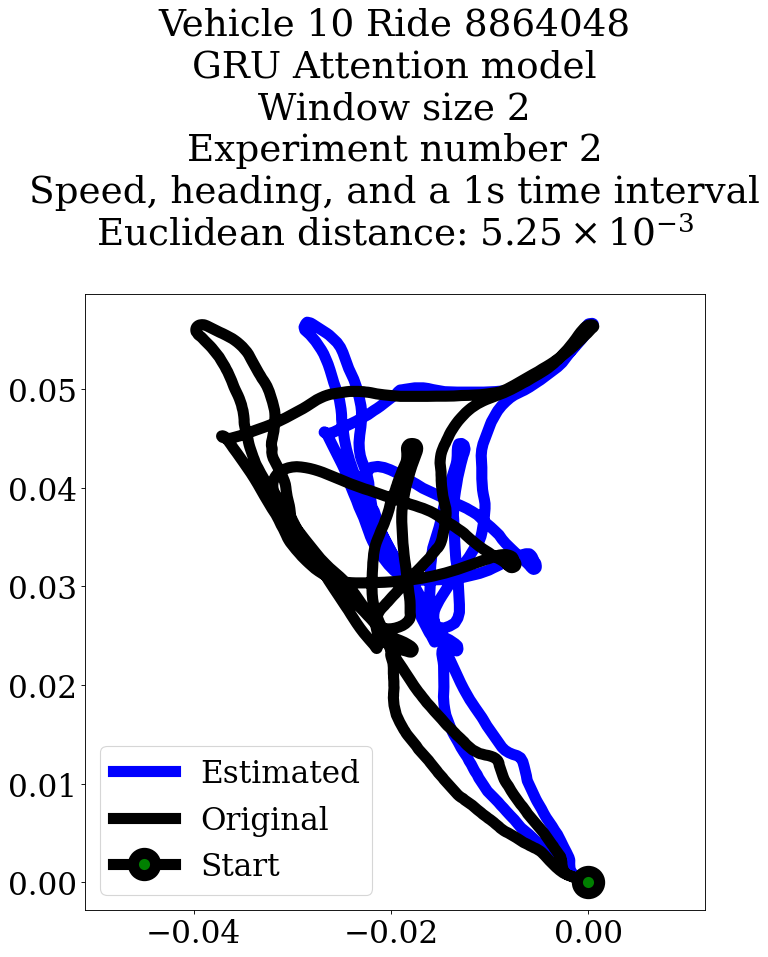 Vehicle 10 Ride 8864048
GRU Attention model
Window size 2
Experiment number 2
Speed, heading, and a 1s time interval
Euclidean distance: 5.25 × 10⁻³
0.05
0.04
0.03
0.02
0.01
0.00
Estimated
Original
Start
−0.04
−0.02
0.00